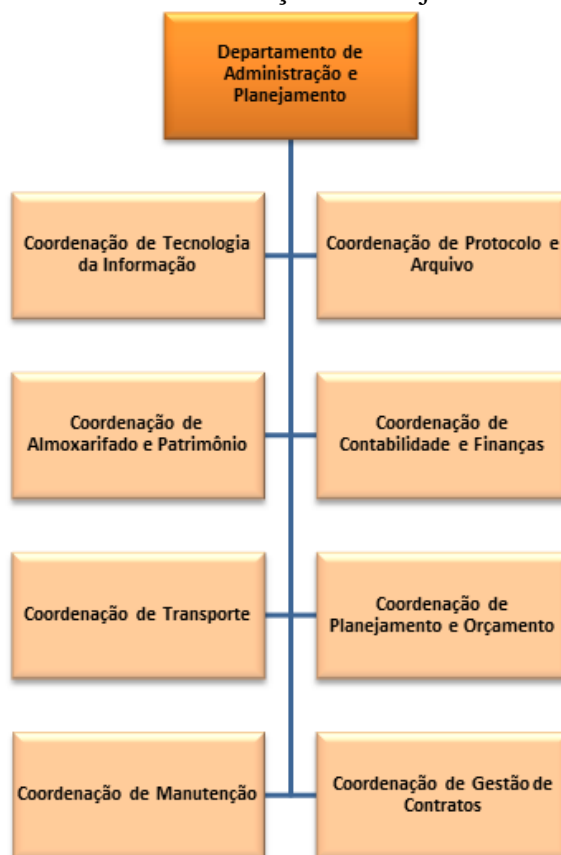 Departamento de
Administração e
Planejamento
Coordenação de Tecnologia
da Informação
Coordenação de Protocolo e
Arquivo
Coordenação de
Almoxarifado e Patrimônio
Coordenação de
Contabilidade e Finanças
Coordenação de Transporte
Coordenação de
Planejamento e Orçamento
Coordenação de Manutenção
Coordenação de Gestão de
Contratos